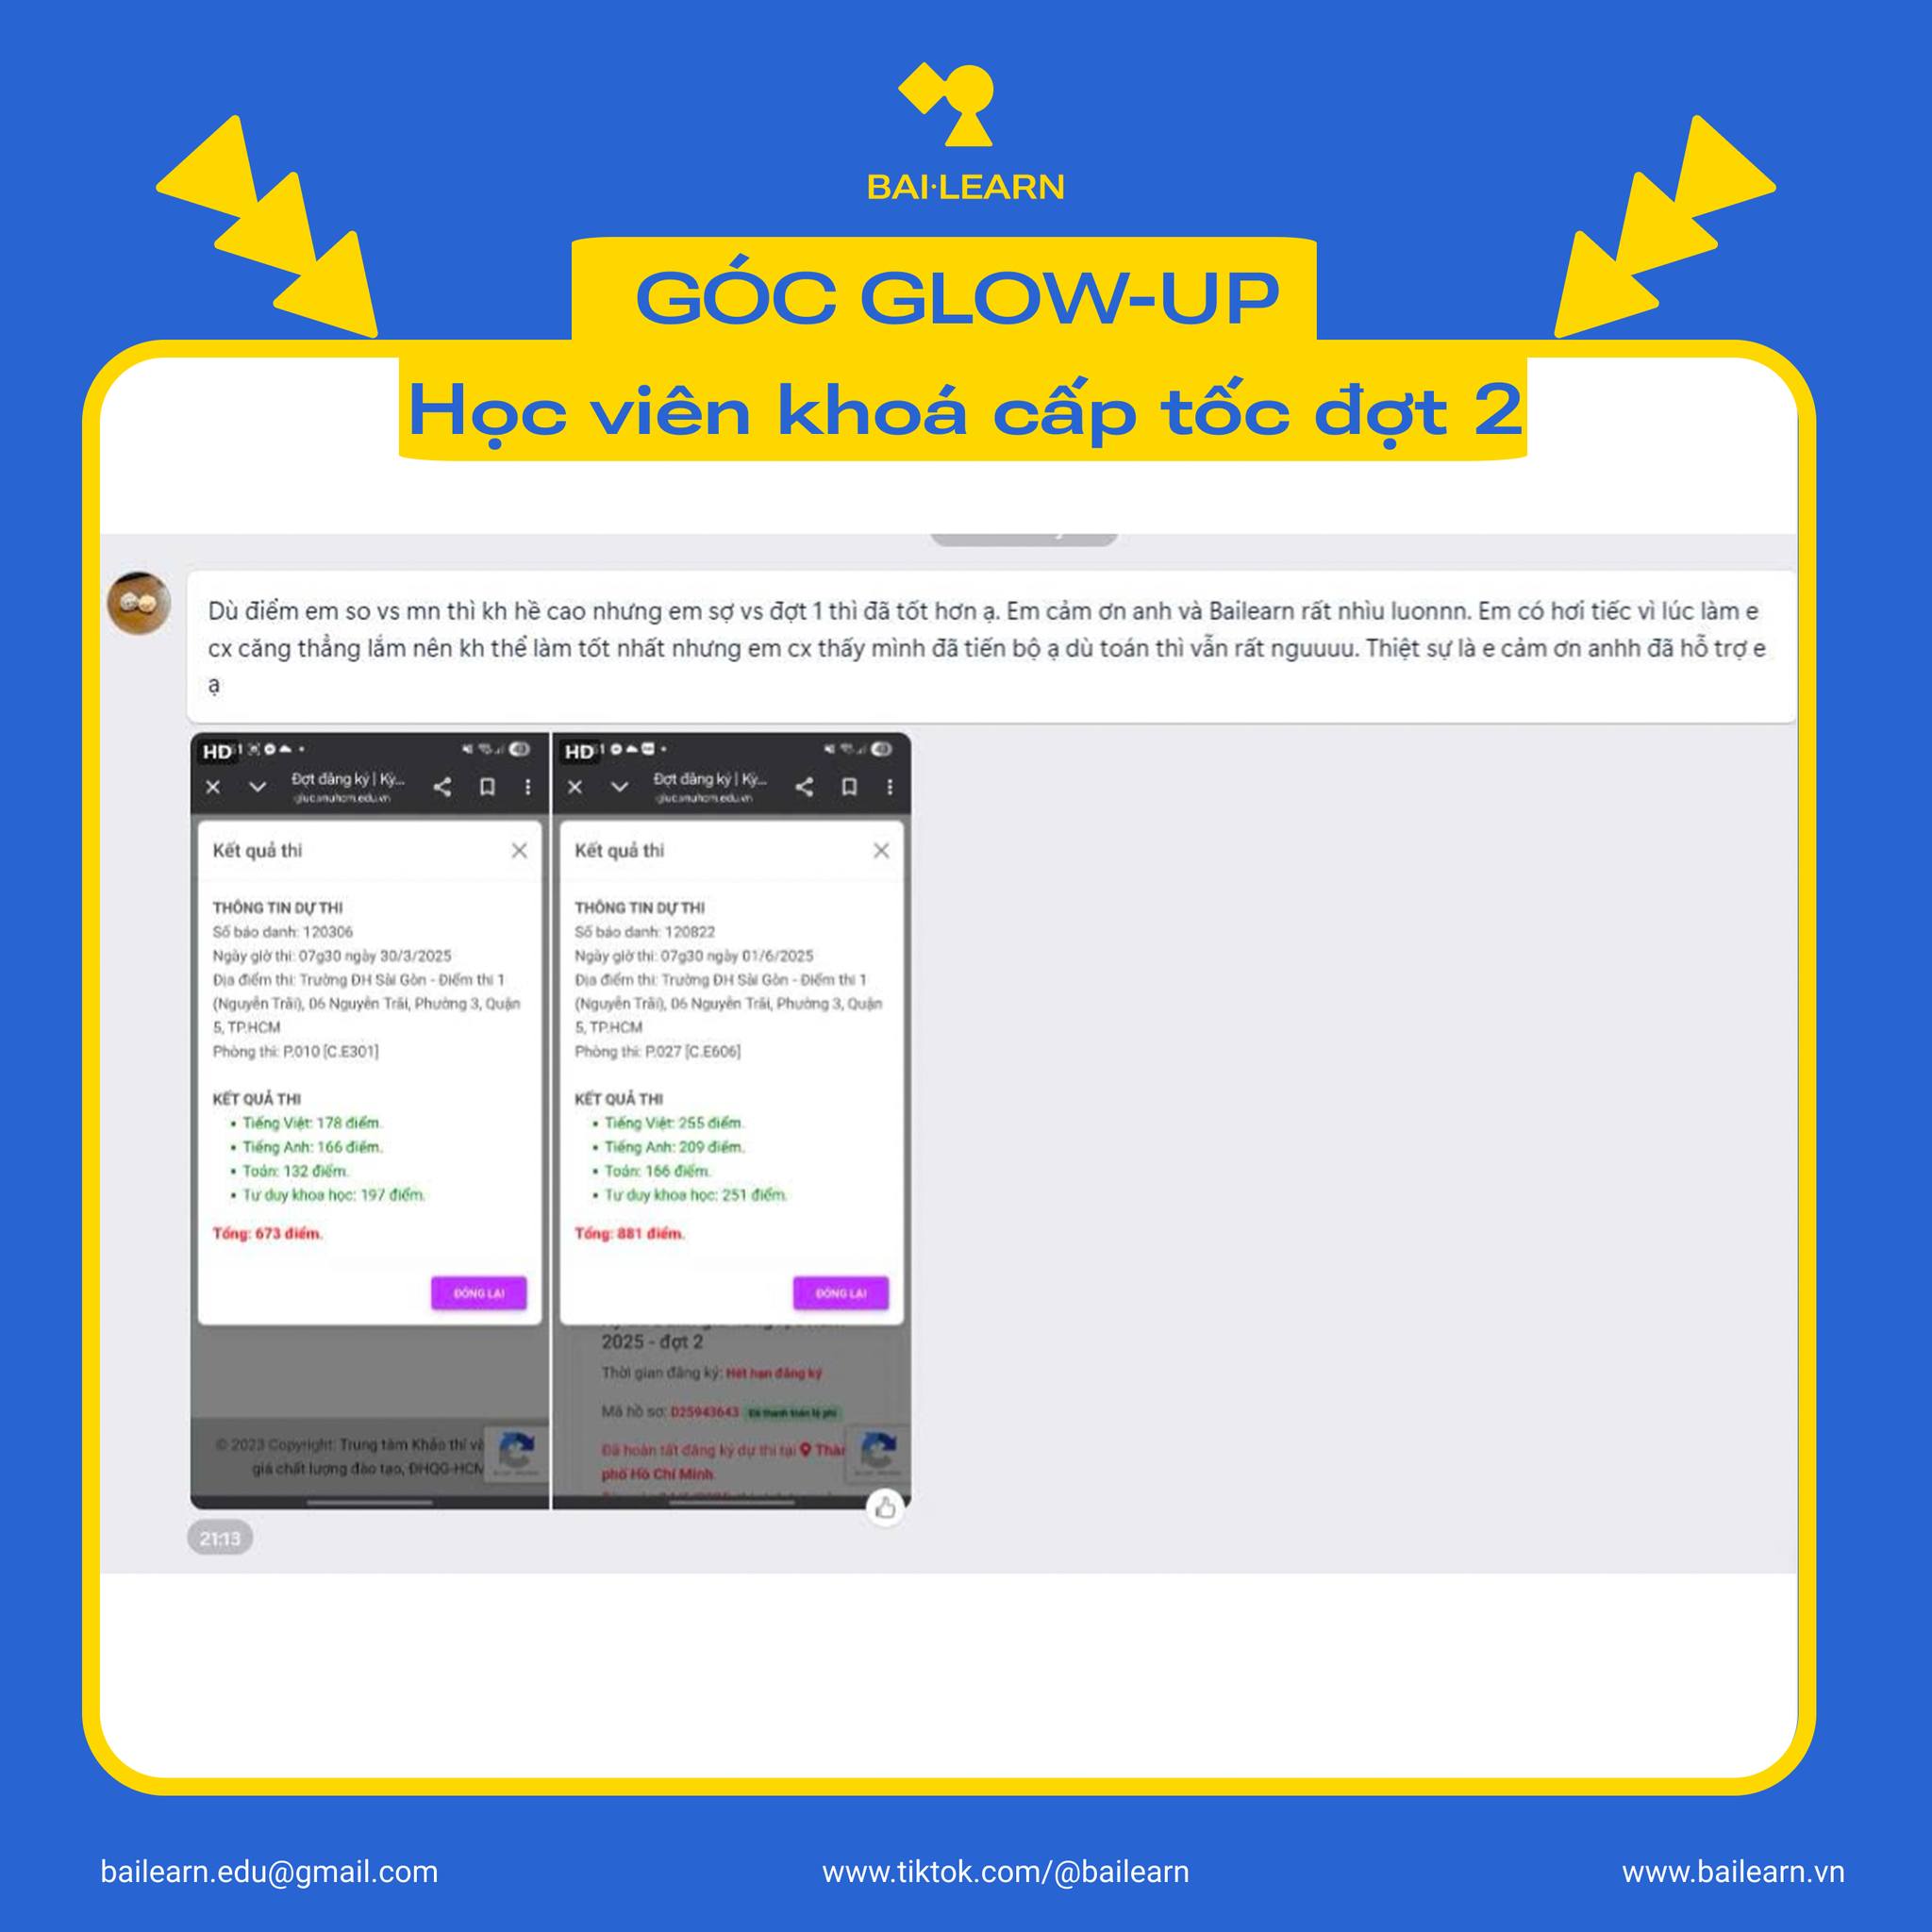 BAI·LEARN
GÓC GLOW-UP
Học viên khoá cấp tốc đợt 2
Dù điểm em so vs mn thì kh hề cao nhưng em sợ vs đợt 1 thì đã tốt hơn ạ. Em cảm ơn anh và Bailearn rất nhìu luonnn. Em có hơi tiếc vì lúc làm e
cx căng thẳng lắm nên kh thể làm tốt nhất nhưng em cx thấy mình đã tiến bộ ạ dù toán thì vẫn rất nguuuu. Thiệt sự là e cảm ơn anhh đã hỗ trợ e
ạ
HD
Đợt đăng ký | Kỳ...
Kết quả thi
THÔNG TIN DỰ THI
Số báo danh: 120306
Ngày giờ thi: 07g30 ngày 30/3/2025
Địa điểm thi: Trường ĐH Sài Gòn - Điểm thi 1
(Nguyễn Trãi), 06 Nguyễn Trãi, Phường 3, Quận
5, TP.HCM
Phòng thi: P.010 [C.E301]
KẾT QUẢ THI
Tiếng Việt: 178 điểm.
Tiếng Anh: 166 điểm.
Toán: 132 điểm.
Tư duy khoa học: 197 điểm.
Tổng: 673 điểm.
ĐÓNG LẠI
© 2023 Copyright: Trung tâm Khảo thí và
giá chất lượng đào tạo, ĐHQG-HCM
HD
Đợt đăng ký | Kỳ...
Kết quả thi
THÔNG TIN DỰ THI
Số báo danh: 120822
Ngày giờ thi: 07g30 ngày 01/6/2025
Địa điểm thi: Trường ĐH Sài Gòn - Điểm thi 1
(Nguyễn Trãi), 06 Nguyễn Trãi, Phường 3, Quận
5, TP.HCM
Phòng thi: P.027 [C.E606]
KẾT QUẢ THI
Tiếng Việt: 255 điểm.
Tiếng Anh: 209 điểm.
Toán: 166 điểm.
Tư duy khoa học: 251 điểm.
Tổng: 881 điểm.
ĐÓNG LẠI
2025 - đợt 2
Thời gian đăng ký: Hết hạn đăng ký
Mã hồ sơ: D25943643 Đã thanh toán lệ phí
Đã hoàn tất đăng ký dự thi tại Thàn
phố Hồ Chí Minh
21:13
bailearn.edu@gmail.com
www.tiktok.com/@bailearn
www.bailearn.vn